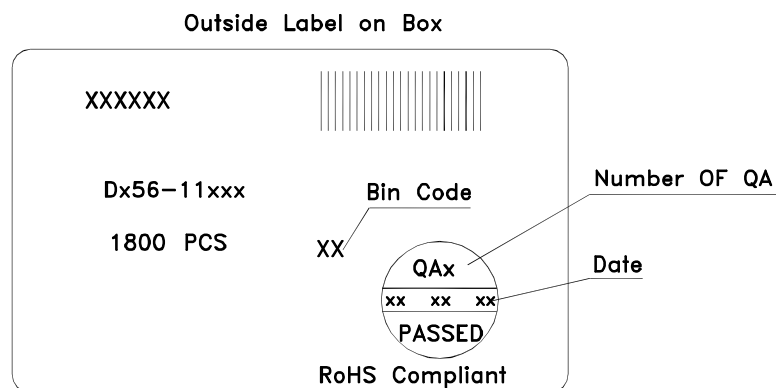 Outside Label on Box
XXXXXX
Dx56-11xxx
Bin Code
Number OF QA
1800 PCS
XX
QAx
Date
xx xx xx
PASSED
RoHS Compliant